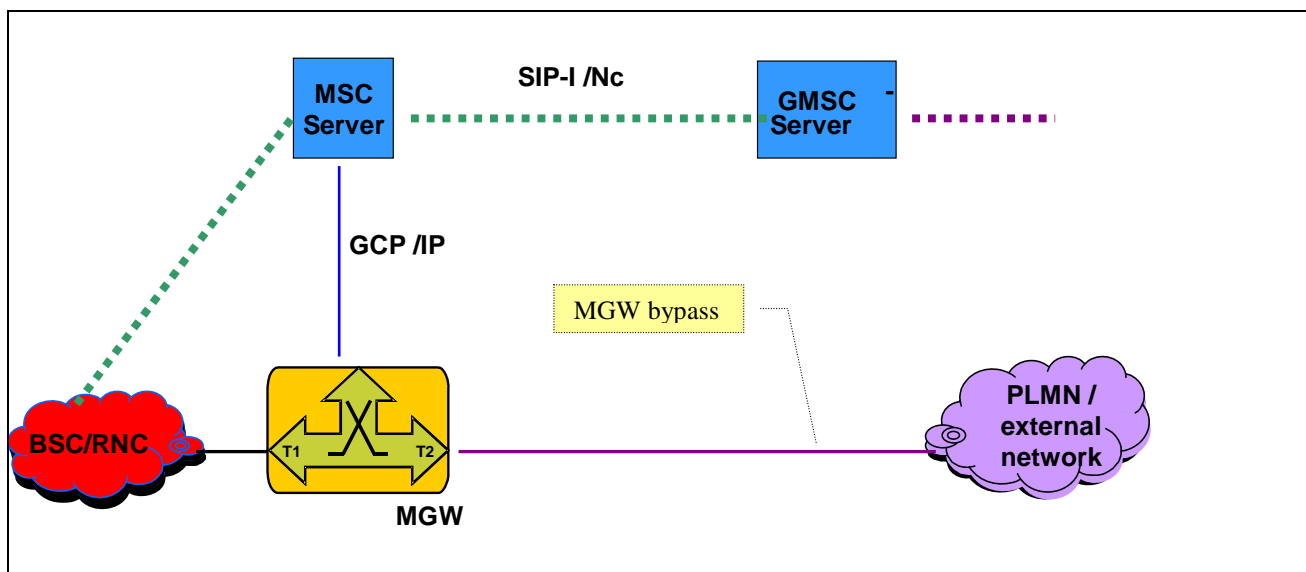 SIP-I /Nc
MSC
Server
GMSC -
Server
GCP /IP
MGW bypass
PLMN /
external
network
BSC/RNC
T1
T2
MGW